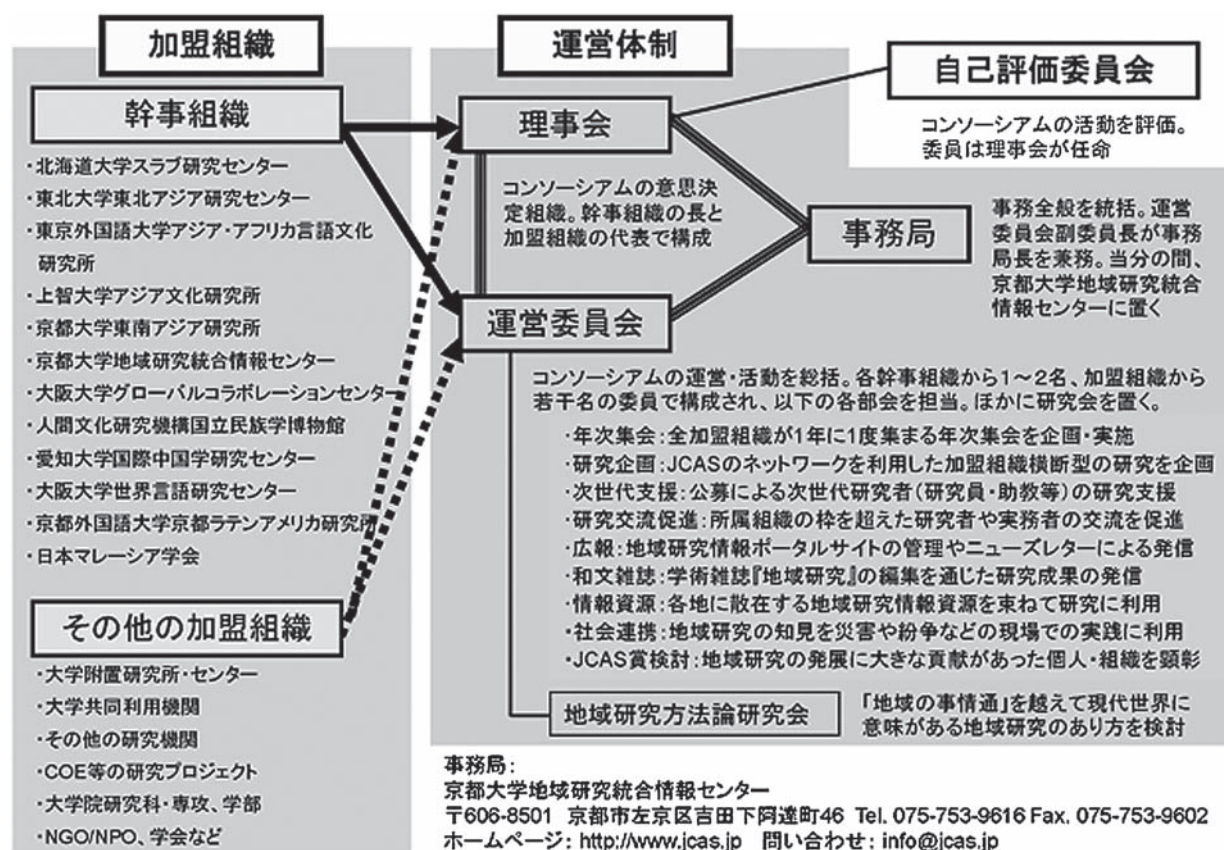 加盟組織
幹事組織
・北海道大学スラブ研究センター
・東北大学東北アジア研究センター
・東京外国語大学アジア・アフリカ言語文化
研究所
・上智大学アジア文化研究所
・京都大学東南アジア研究所
・京都大学地域研究統合情報センター
・大阪大学グローバルコラボレーションセンター
・人間文化研究機構国立民族学博物館
・愛知大学国際中国学研究センター
・大阪大学世界言語研究センター
・京都外国語大学京都ラテンアメリカ研究所
・日本マレーシア学会
その他の加盟組織
・大学附置研究所・センター
・大学共同利用機関
・その他の研究機関
・COE等の研究プロジェクト
・大学院研究科・専攻、学部
・NGO/NPO、学会など
運営体制
理事会
コンソーシアムの意思決
定組織。幹事組織の長と
加盟組織の代表で構成
自己評価委員会
コンソーシアムの活動を評価。
委員は理事会が任命
事務局
事務全般を統括。運営
委員会副委員長が事務
局長を兼務。当分の間、
京都大学地域研究統合
情報センターに置く
運営委員会
コンソーシアムの運営・活動を総括。各幹事組織から1～2名、加盟組織から
若干名の委員で構成され、以下の各部会を担当。ほかに研究会を置く。
・年次集会：全加盟組織が1年に1度集まる年次集会を企画・実施
・研究企画：JCASのネットワークを利用した加盟組織横断型の研究を企画
・次世代支援：公募による次世代研究者（研究員・助教等）の研究支援
・研究交流促進：所属組織の枠を超えた研究者や実務者の交流を促進
・広報：地域研究情報ポータルサイトの管理やニューズレターによる発信
・和文雑誌：学術雑誌『地域研究』の編集を通じた研究成果の発信
・情報資源：各地に散在する地域研究情報資源を束ねて研究に利用
・社会連携：地域研究の知見を災害や紛争などの現場での実践に利用
・JCAS賞検討：地域研究の発展に大きな貢献があった個人・組織を顕彰
地域研究方法論研究会
「地域の事情通」を越えて現代世界に
意味がある地域研究のあり方を検討
事務局：
京都大学地域研究統合情報センター
〒606-8501 京都市左京区吉田下阿達町46 Tel. 075-753-9616 Fax. 075-753-9602
ホームページ：http://www.jcas.jp 問い合わせ：info@jcas.jp